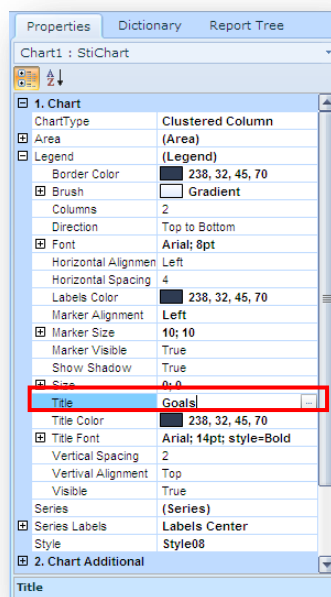 Properties Dictionary Report Tree
Chart1 : StiChart
1. Chart
ChartType Clustered Column
Area (Area)
Legend (Legend)
Border Color 238, 32, 45, 70
Brush Gradient
Columns 2
Direction Top to Bottom
Font Arial; 8pt
Horizontal Alignmen Left
Horizontal Spacing 4
Labels Color 238, 32, 45, 70
Marker Alignment Left
Marker Size 10; 10
Marker Visible True
Show Shadow True
Size 0; 0
Title Goals ...
Title Color 238, 32, 45, 70
Title Font Arial; 14pt; style=Bold
Vertical Spacing 2
Vertival Alignment Top
Visible True
Series (Series)
Series Labels Labels Center
Style Style08
2. Chart Additional
Title